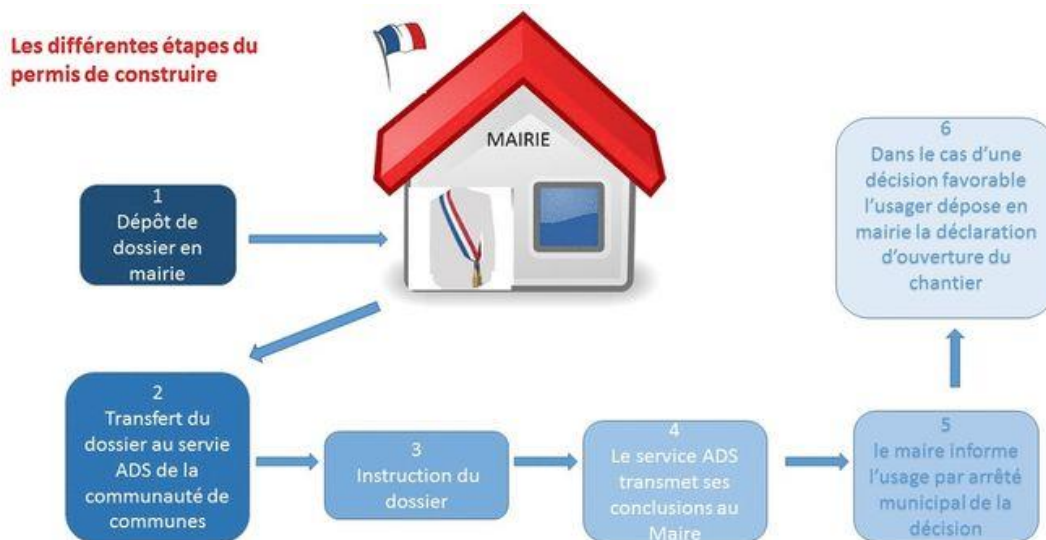 Les différentes étapes du
permis de construire
MAIRIE
1
Dépôt de
dossier en
mairie
2
Transfert du
dossier au servie
ADS de la
communauté de
communes
3
Instruction du
dossier
4
Le service ADS
transmet ses
conclusions au
Maire
5
le maire informe
l'usage par arrêté
municipal de la
décision
6
Dans le cas d'une
décision favorable
l'usager dépose en
mairie la déclaration
d'ouverture du
chantier